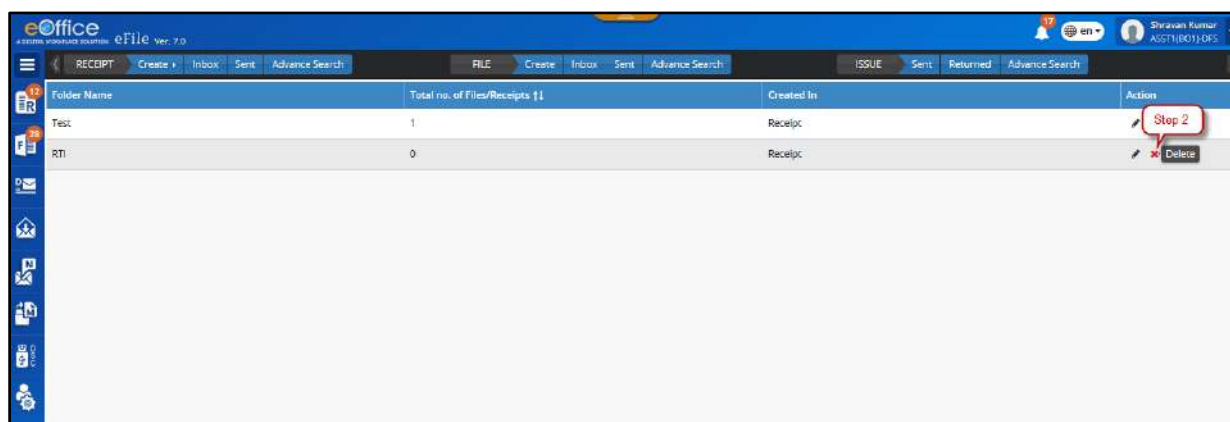 eOffice
A DIGITAL WORKPLACE SOLUTION
eFile Ver. 7.0
17
en
Shravan Kumar
ASST1(BO1)-DFS
RECEIPT Create Inbox Sent Advance Search FILE Create Inbox Sent Advance Search ISSUE Sent Returned Advance Search
12
R
Folder Name Total no. of Files/Receipts Created In Action
Test 1 Receipt
Step 2
28
F
RTI 0 Receipt Delete
D
N
M
DSC